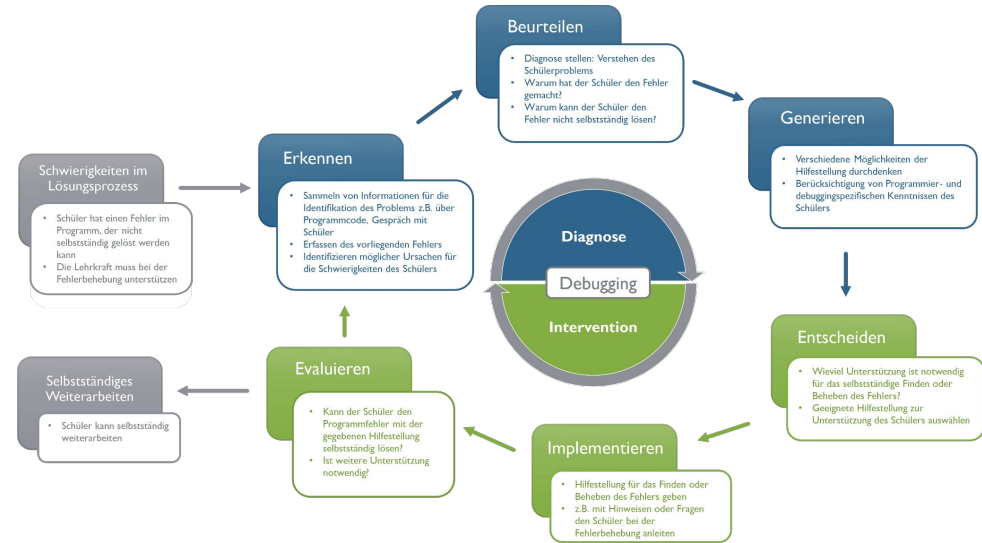 Schwierigkeiten im
Lösungsprozess
• Schüler hat einen Fehler im
Programm, der nicht
selbstständig gelöst werden
kann
• Die Lehrkraft muss bei der
Fehlerbehebung unterstützen
Erkennen
• Sammeln von Informationen für die
Identifikation des Problems z.B. über
Programmcode, Gespräch mit
Schüler
• Erfassen des vorliegenden Fehlers
• Identifizieren möglicher Ursachen für
die Schwierigkeiten des Schülers
Beurteilen
• Diagnose stellen: Verstehen des
Schülerproblems
• Warum hat der Schüler den Fehler
gemacht?
• Warum kann der Schüler den
Fehler nicht selbstständig lösen?
Generieren
• Verschiedene Möglichkeiten der
Hilfestellung durchdenken
• Berücksichtigung von Programmier- und
debuggingspezifischen Kenntnissen des
Schülers
Diagnose
Debugging
Intervention
Entscheiden
• Wieviel Unterstützung ist notwendig
für das selbstständige Finden oder
Beheben des Fehlers?
• Geeignete Hilfestellung zur
Unterstützung des Schülers auswählen
Implementieren
• Hilfestellung für das Finden oder
Beheben des Fehlers geben
• z.B. mit Hinweisen oder Fragen
den Schüler bei der
Fehlerbehebung anleiten
Evaluieren
• Kann der Schüler den
Programmfehler mit der
gegebenen Hilfestellung
selbständig lösen?
• Ist weitere Unterstützung
notwendig?
Selbstständiges
Weiterarbeiten
• Schüler kann selbständig
weiterarbeiten